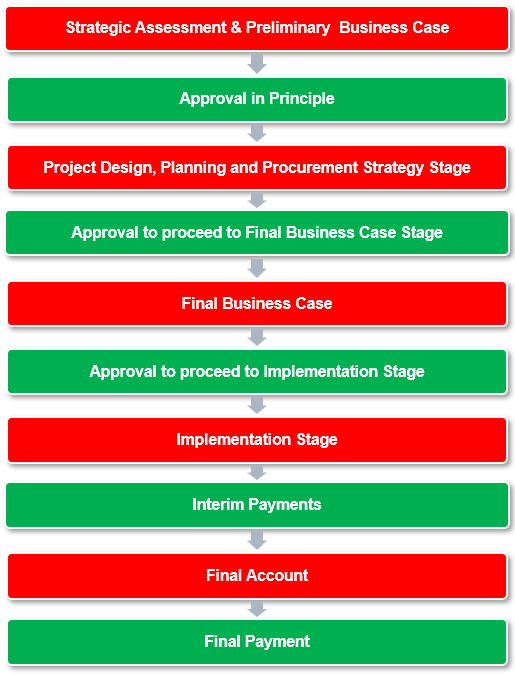 Strategic Assessment & Preliminary Business Case
Approval in Principle
Project Design, Planning and Procurement Strategy Stage
Approval to proceed to Final Business Case Stage
Final Business Case
Approval to proceed to Implementation Stage
Implementation Stage
Interim Payments
Final Account
Final Payment